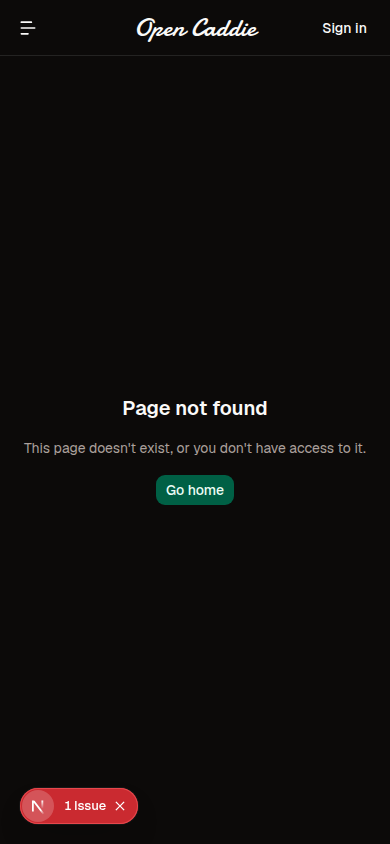 Open Caddie
Sign in
Page not found
This page doesn't exist, or you don't have access to it.
Go home
N
1 Issue